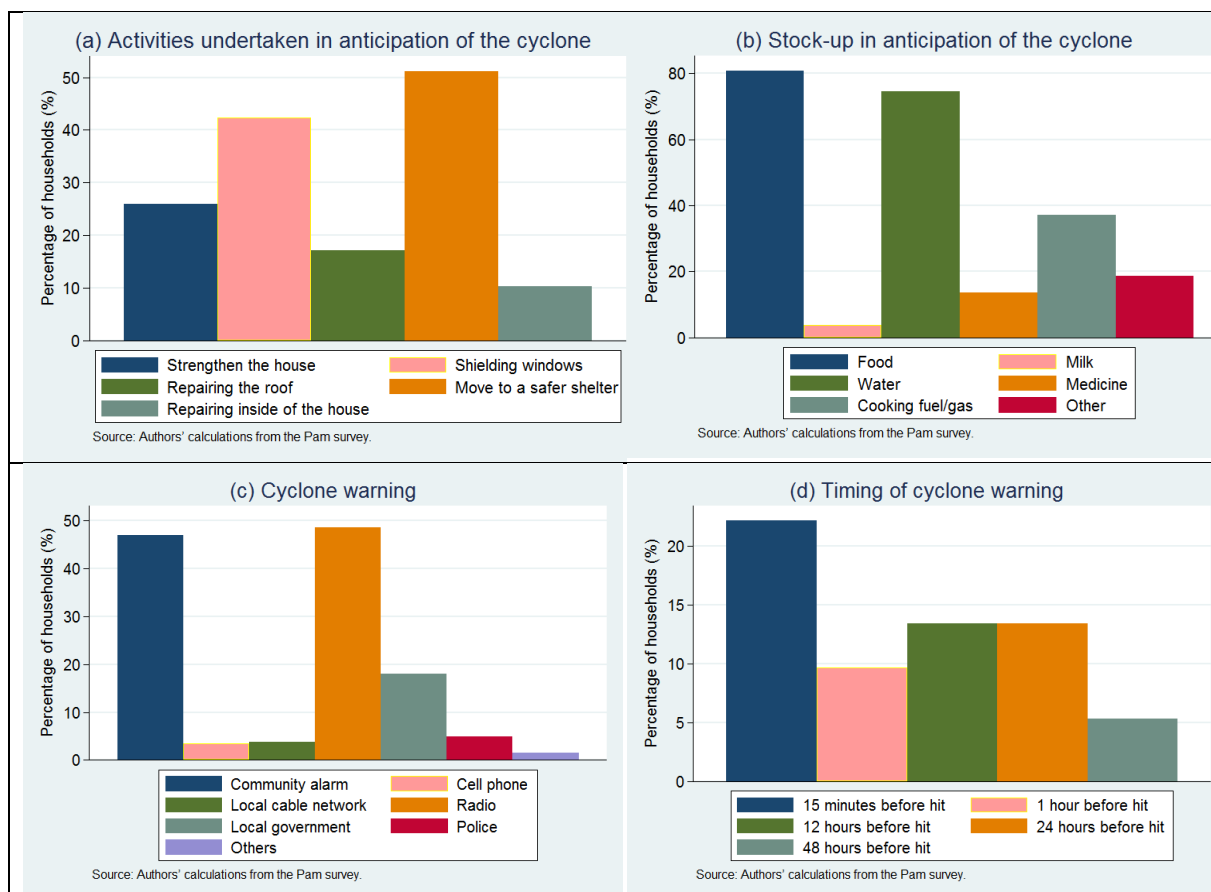 (a) Activities undertaken in anticipation of the cyclone
Percentage of households (%)
50
40
30
20
10
0
Strengthen the house
Shielding windows
Repairing the roof
Move to a safer shelter
Repairing inside of the house
Source: Authors' calculations from the Pam survey.
(b) Stock-up in anticipation of the cyclone
Percentage of households (%)
80
60
40
20
0
Food
Milk
Water
Medicine
Cooking fuel/gas
Other
Source: Authors' calculations from the Pam survey.
(c) Cyclone warning
Percentage of households (%)
50
40
30
20
10
0
Community alarm
Cell phone
Local cable network
Radio
Local government
Police
Others
Source: Authors' calculations from the Pam survey.
(d) Timing of cyclone warning
Percentage of households (%)
20
15
10
5
0
15 minutes before hit
1 hour before hit
12 hours before hit
24 hours before hit
48 hours before hit
Source: Authors' calculations from the Pam survey.